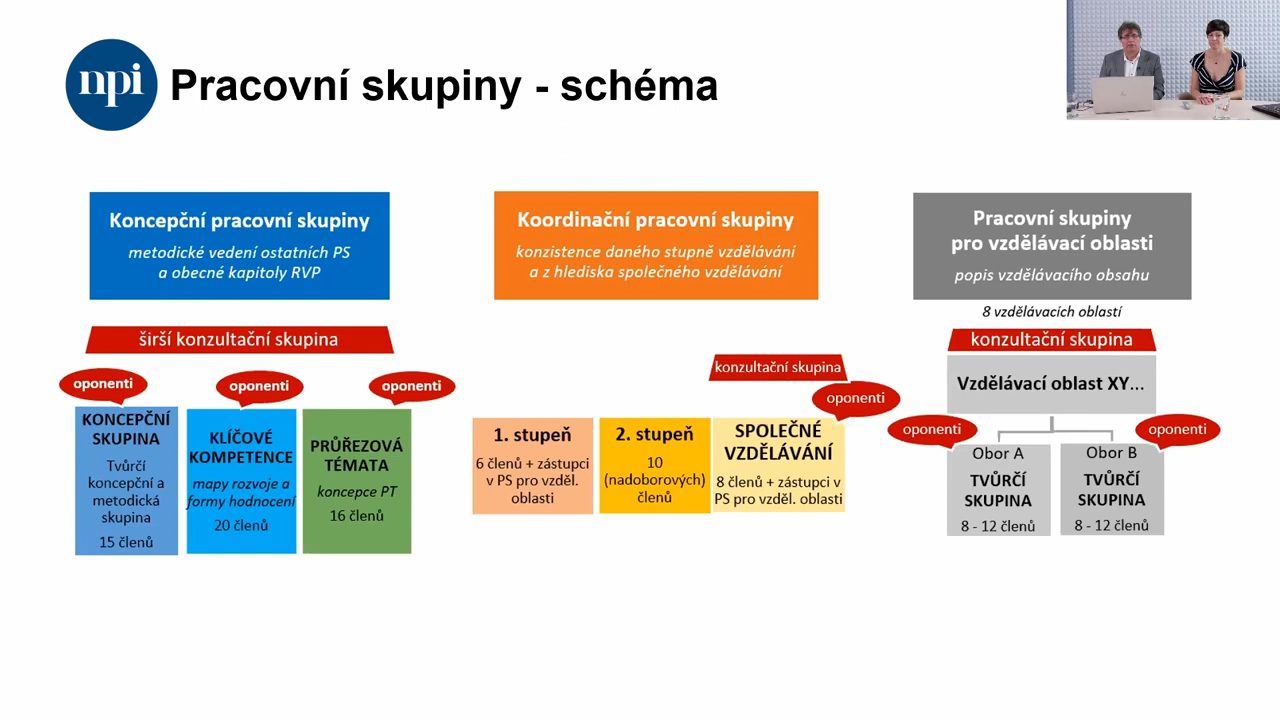 npi
Pracovní skupiny - schéma
Koncepční pracovní skupiny
metodické vedení ostatních PS
a obecné kapitoly RVP
širší konzultační skupina
oponenti
KONCEPČNÍ
SKUPINA
Tvůrčí
koncepční a
metodická
skupina
15 členů
oponenti
KLÍČOVÉ
KOMPETENCE
mapy rozvoje a
formy hodnocení
20 členů
oponenti
PRŮŘEZOVÁ
TÉMATA
koncepce PT
16 členů
Koordinační pracovní skupiny
konzistence daného stupně vzdělávání
a z hlediska společného vzdělávání
1. stupeň
6 členů + zástupci
v PS pro vzděl.
oblasti
2. stupeň
10
(nadoborových)
členů
konzultační skupina
oponenti
SPOLEČNÉ
VZDĚLÁVÁNÍ
8 členů + zástupci v
PS pro vzděl. oblasti
Pracovní skupiny
pro vzdělávací oblasti
popis vzdělávacího obsahu
8 vzdělávacích oblastí
konzultační skupina
Vzdělávací oblast XY...
oponenti
Obor A
TVŮRČÍ
SKUPINA
8 - 12 členů
oponenti
Obor B
TVŮRČÍ
SKUPINA
8 - 12 členů